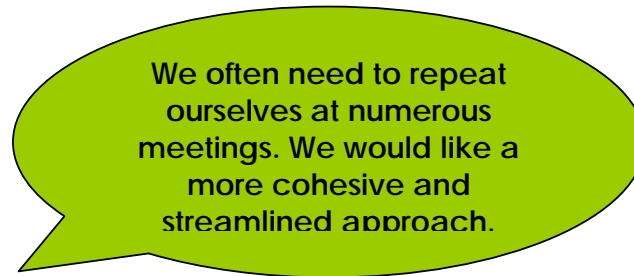 We often need to repeat
ourselves at numerous
meetings. We would like a
more cohesive and
streamlined approach.